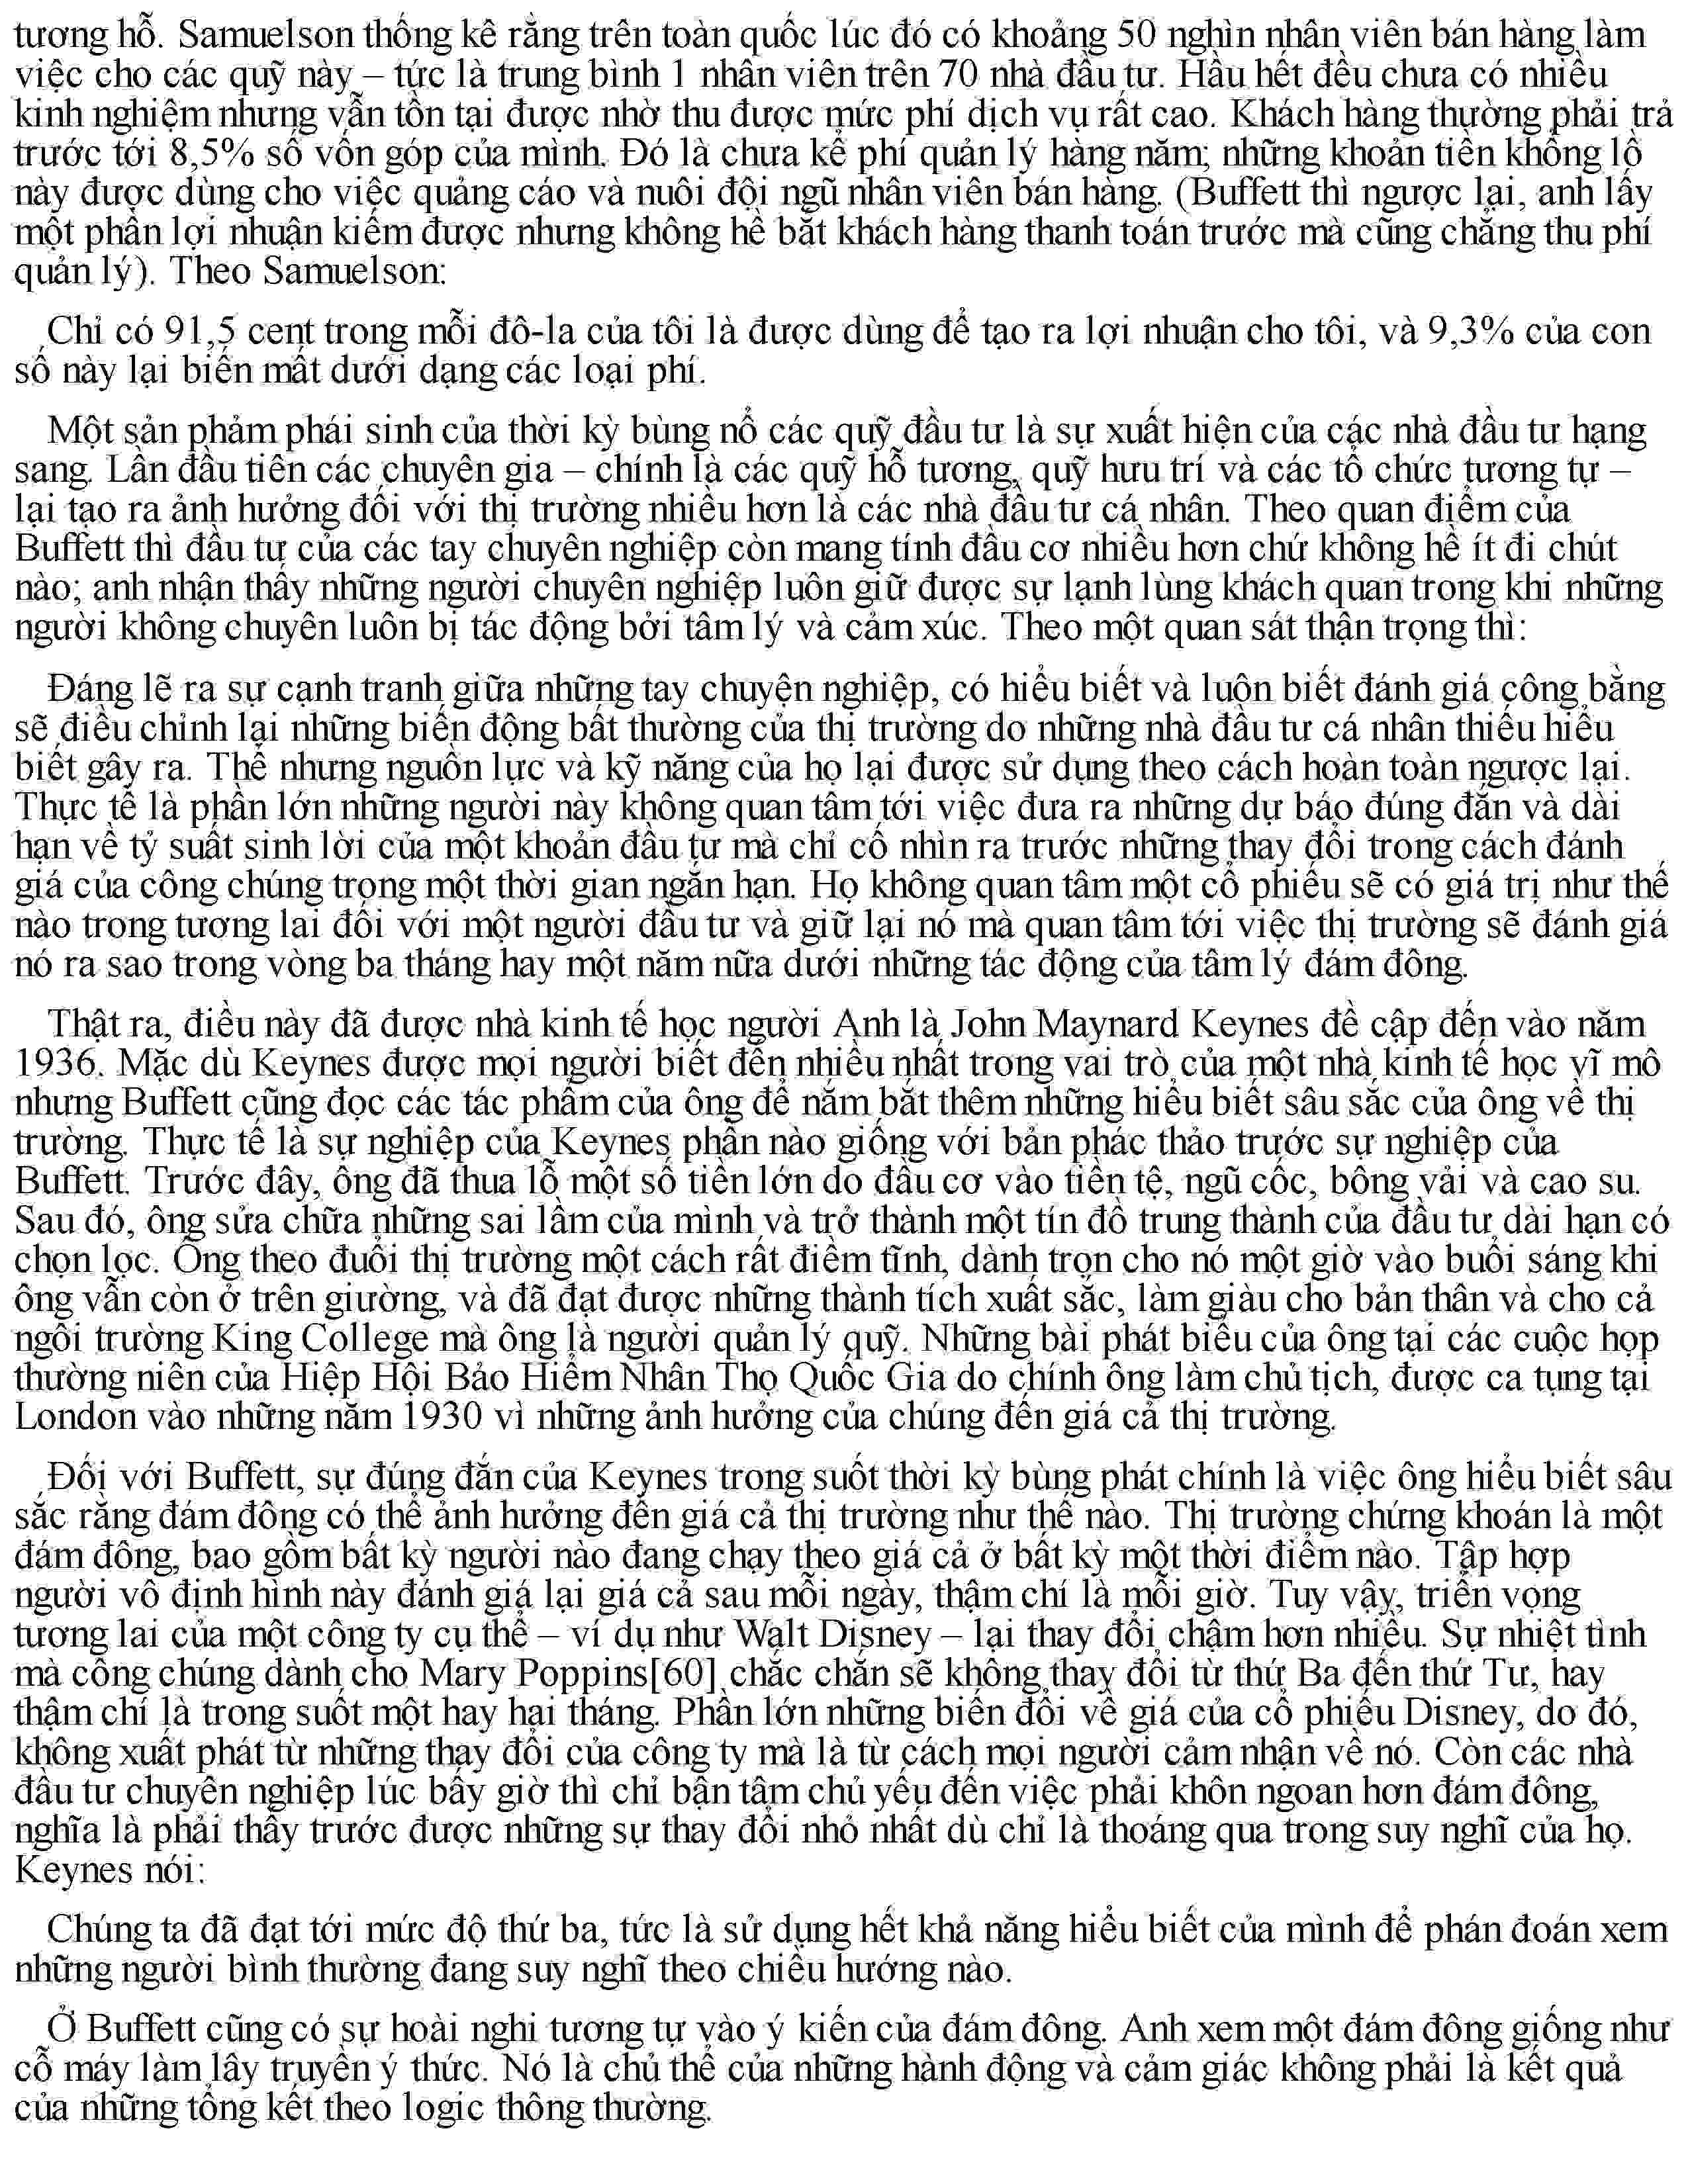 tương hỗ. Samuelson thống kê rằng trên toàn quốc lúc đó có khoảng 50 nghìn nhân viên bán hàng làm
việc cho các quỹ này – tức là trung bình 1 nhân viên trên 70 nhà đầu tư. Hầu hết đều chưa có nhiều
kinh nghiệm nhưng vẫn tồn tại được nhờ thu được mức phí dịch vụ rất cao. Khách hàng thường phải trả
trước tới 8,5% số vốn góp của mình. Đó là chưa kể phí quản lý hàng năm; những khoản tiền khổng lồ
này được dùng cho việc quảng cáo và nuôi đội ngũ nhân viên bán hàng. (Buffett thì ngược lại, anh lấy
một phần lợi nhuận kiếm được nhưng không hề bắt khách hàng thanh toán trước mà cũng chẳng thu phí
quản lý). Theo Samuelson:
Chỉ có 91,5 cent trong mỗi đô-la của tôi là được dùng để tạo ra lợi nhuận cho tôi, và 9,3% của con
số này lại biến mất dưới dạng các loại phí.
Một sản phảm phái sinh của thời kỳ bùng nổ các quỹ đầu tư là sự xuất hiện của các nhà đầu tư hạng
sang. Lần đầu tiên các chuyên gia – chính là các quỹ hỗ tương, quỹ hưu trí và các tổ chức tương tự –
lại tạo ra ảnh hưởng đối với thị trường nhiều hơn là các nhà đầu tư cá nhân. Theo quan điểm của
Buffett thì đầu tư của các tay chuyên nghiệp còn mang tính đầu cơ nhiều hơn chứ không hề ít đi chút
nào; anh nhận thấy những người chuyên nghiệp luôn giữ được sự lạnh lùng khách quan trong khi những
người không chuyên luôn bị tác động bởi tâm lý và cảm xúc. Theo một quan sát thận trọng thì:
Đáng lẽ ra sự cạnh tranh giữa những tay chuyện nghiệp, có hiểu biết và luôn biết đánh giá công bằng
sẽ điều chỉnh lại những biến động bất thường của thị trường do những nhà đầu tư cá nhân thiếu hiểu
biết gây ra. Thế nhưng nguồn lực và kỹ năng của họ lại được sử dụng theo cách hoàn toàn ngược lại.
Thực tế là phần lớn những người này không quan tâm tới việc đưa ra những dự báo đúng đắn và dài
hạn về tỷ suất sinh lời của một khoản đầu tư mà chỉ cố nhìn ra trước những thay đổi trong cách đánh
giá của công chúng trong một thời gian ngắn hạn. Họ không quan tâm một cổ phiếu sẽ có giá trị như thế
nào trong tương lai đối với một người đầu tư và giữ lại nó mà quan tâm tới việc thị trường sẽ đánh giá
nó ra sao trong vòng ba tháng hay một năm nữa dưới những tác động của tâm lý đám đông.
Thật ra, điều này đã được nhà kinh tế học người Anh là John Maynard Keynes đề cập đến vào năm
1936. Mặc dù Keynes được mọi người biết đến nhiều nhất trong vai trò của một nhà kinh tế học vĩ mô
nhưng Buffett cũng đọc các tác phẩm của ông để nắm bắt thêm những hiểu biết sâu sắc của ông về thị
trường. Thực tế là sự nghiệp của Keynes phần nào giống với bản phác thảo trước sự nghiệp của
Buffett. Trước đây, ông đã thua lỗ một số tiền lớn do đầu cơ vào tiền tệ, ngũ cốc, bông vải và cao su.
Sau đó, ông sửa chữa những sai lầm của mình và trở thành một tín đồ trung thành của đầu tư dài hạn có
chọn lọc. Ông theo đuổi thị trường một cách rất điềm tĩnh, dành trọn cho nó một giờ vào buổi sáng khi
ông vẫn còn ở trên giường, và đã đạt được những thành tích xuất sắc, làm giàu cho bản thân và cho cả
ngôi trường King College mà ông là người quản lý quỹ. Những bài phát biểu của ông tại các cuộc họp
thường niên của Hiệp Hội Bảo Hiểm Nhân Thọ Quốc Gia do chính ông làm chủ tịch, được ca tụng tại
London vào những năm 1930 vì những ảnh hưởng của chúng đến giá cả thị trường.
Đối với Buffett, sự đúng đắn của Keynes trong suốt thời kỳ bùng phát chính là việc ông hiểu biết sâu
sắc rằng đám đông có thể ảnh hưởng đến giá cả thị trường như thế nào. Thị trường chứng khoán là một
đám đông, bao gồm bất kỳ người nào đang chạy theo giá cả ở bất kỳ một thời điểm nào. Tập hợp
người vô định hình này đánh giá lại giá cả sau mỗi ngày, thậm chí là mỗi giờ. Tuy vậy, triển vọng
tương lai của một công ty cụ thể – ví dụ như Walt Disney – lại thay đổi chậm hơn nhiều. Sự nhiệt tình
mà công chúng dành cho Mary Poppins[60] chắc chắn sẽ không thay đổi từ thứ Ba đến thứ Tư, hay
thậm chí là trong suốt một hay hai tháng. Phần lớn những biến đổi về giá của cổ phiếu Disney, do đó,
không xuất phát từ những thay đổi của công ty mà là từ cách mọi người cảm nhận về nó. Còn các nhà
đầu tư chuyên nghiệp lúc bấy giờ thì chỉ bận tâm chủ yếu đến việc phải khôn ngoan hơn đám đông,
nghĩa là phải thấy trước được những sự thay đổi nhỏ nhất dù chỉ là thoáng qua trong suy nghĩ của họ.
Keynes nói:
Chúng ta đã đạt tới mức độ thứ ba, tức là sử dụng hết khả năng hiểu biết của mình để phán đoán xem
những người bình thường đang suy nghĩ theo chiều hướng nào.
Ở Buffett cũng có sự hoài nghi tương tự vào ý kiến của đám đông. Anh xem một đám đông giống như
cỗ máy làm lây truyền ý thức. Nó là chủ thể của những hành động và cảm giác không phải là kết quả
của những tổng kết theo logic thông thường.